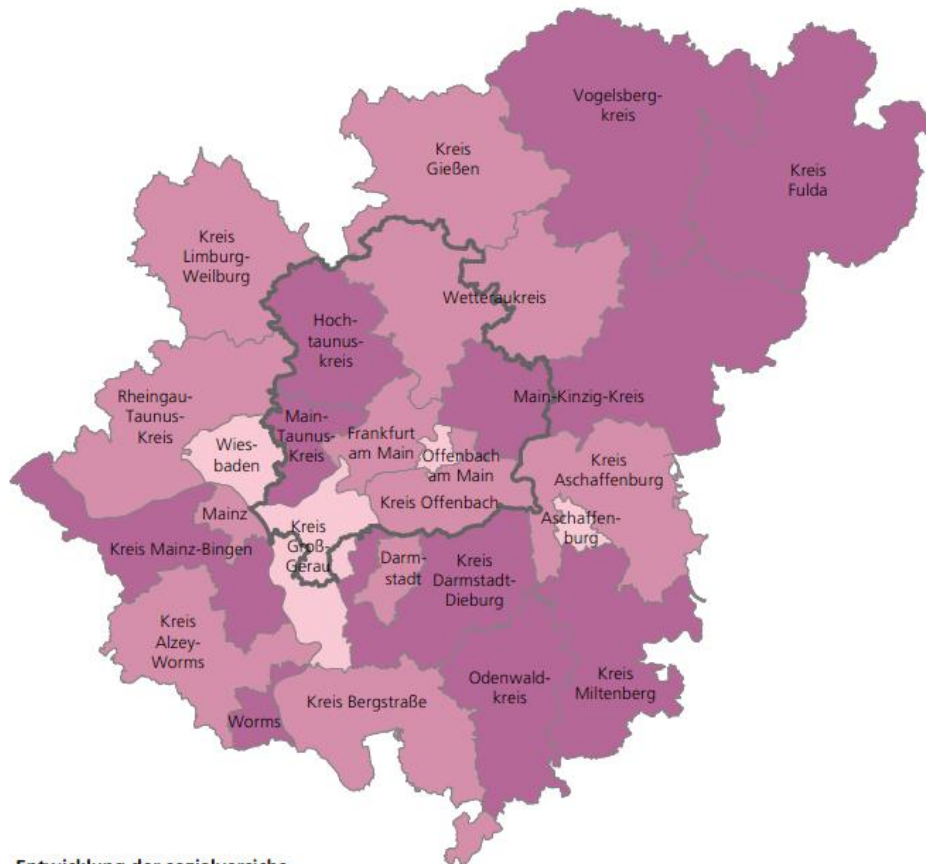 Vogelsberg-
kreis
Kreis
Gießen
Kreis
Fulda
Kreis
Limburg-
Weilburg
Wetteraukreis
Hoch-
taunus-
kreis
Rheingau-
Taunus-
Kreis
Main-Kinzig-Kreis
Main-
Taunus-
Kreis
Frankfurt
am Main
Wies-
baden
Offenbach
am Main
Kreis
Aschaffenburg
Kreis Offenbach
Mainz
Aschaffen-
burg
Kreis
Groß-
Gerau
Kreis Mainz-Bingen
Darm-
stadt
Kreis
Darmstadt-
Dieburg
Kreis
Alzey-
Worms
Odenwald-
kreis
Kreis
Miltenberg
Kreis Bergstraße
Worms
Entwicklung der sozialversiche-